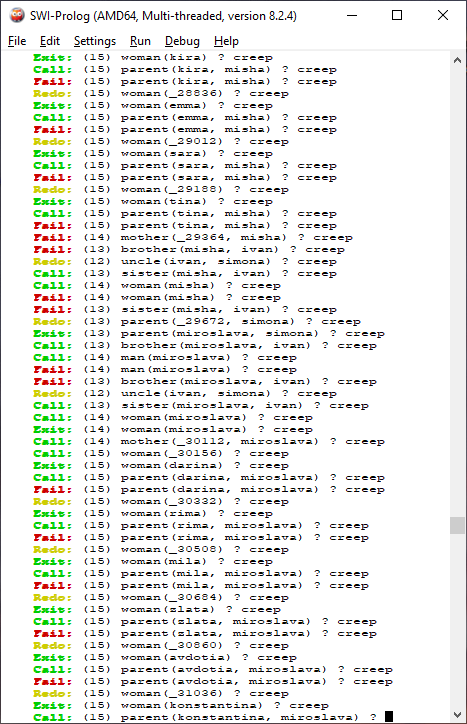 SWI-Prolog (AMD64, Multi-threaded, version 8.2.4)
File Edit Settings Run Debug Help
Exit: (15) woman(kira) ? creep
Call: (15) parent(kira, misha) ? creep
Fail: (15) parent(kira, misha) ? creep
Redo: (15) woman(_28836) ? creep
Exit: (15) woman(emma) ? creep
Call: (15) parent(emma, misha) ? creep
Fail: (15) parent(emma, misha) ? creep
Redo: (15) woman(_29012) ? creep
Exit: (15) woman(sara) ? creep
Call: (15) parent(sara, misha) ? creep
Fail: (15) parent(sara, misha) ? creep
Redo: (15) woman(_29188) ? creep
Exit: (15) woman(tina) ? creep
Call: (15) parent(tina, misha) ? creep
Fail: (15) parent(tina, misha) ? creep
Fail: (14) mother(_29364, misha) ? creep
Fail: (13) brother(misha, ivan) ? creep
Redo: (12) uncle(ivan, simona) ? creep
Call: (13) sister(misha, ivan) ? creep
Call: (14) woman(misha) ? creep
Fail: (14) woman(misha) ? creep
Fail: (13) sister(misha, ivan) ? creep
Redo: (13) parent(_29672, simona) ? creep
Exit: (13) parent(miroslava, simona) ? creep
Call: (13) brother(miroslava, ivan) ? creep
Call: (14) man(miroslava) ? creep
Fail: (14) man(miroslava) ? creep
Fail: (13) brother(miroslava, ivan) ? creep
Redo: (12) uncle(ivan, simona) ? creep
Call: (13) sister(miroslava, ivan) ? creep
Call: (14) woman(miroslava) ? creep
Exit: (14) woman(miroslava) ? creep
Call: (14) mother(_30112, miroslava) ? creep
Call: (15) woman(_30156) ? creep
Exit: (15) woman(darina) ? creep
Call: (15) parent(darina, miroslava) ? creep
Fail: (15) parent(darina, miroslava) ? creep
Redo: (15) woman(_30332) ? creep
Exit: (15) woman(rima) ? creep
Call: (15) parent(rima, miroslava) ? creep
Fail: (15) parent(rima, miroslava) ? creep
Redo: (15) woman(_30508) ? creep
Exit: (15) woman(mila) ? creep
Call: (15) parent(mila, miroslava) ? creep
Fail: (15) parent(mila, miroslava) ? creep
Redo: (15) woman(_30684) ? creep
Exit: (15) woman(zlata) ? creep
Call: (15) parent(zlata, miroslava) ? creep
Fail: (15) parent(zlata, miroslava) ? creep
Redo: (15) woman(_30860) ? creep
Exit: (15) woman(avdotia) ? creep
Call: (15) parent(avdotia, miroslava) ? creep
Fail: (15) parent(avdotia, miroslava) ? creep
Redo: (15) woman(_31036) ? creep
Exit: (15) woman(konstantina) ? creep
Call: (15) parent(konstantina, miroslava) ?